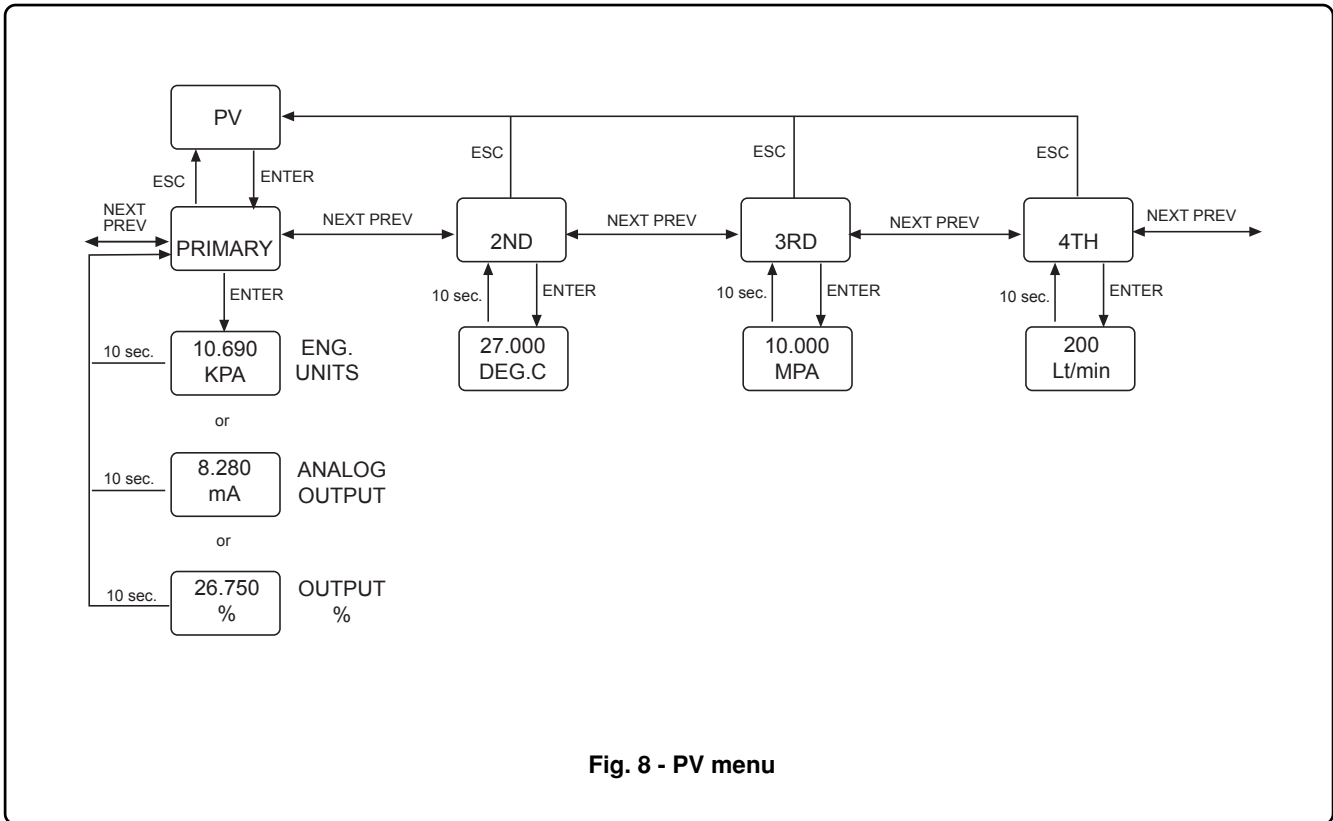 PV
ESC
ESC
ESC
ESC
ENTER
NEXT
PREV
PRIMARY
NEXT PREV
2ND
NEXT PREV
3RD
NEXT PREV
4TH
NEXT PREV
ENTER
10 sec.
ENTER
10 sec.
ENTER
10 sec.
ENTER
10 sec.
10.690
KPA
ENG.
UNITS
27.000
DEG.C
10.000
MPA
200
Lt/min
or
10 sec.
8.280
mA
ANALOG
OUTPUT
or
10 sec.
26.750
%
OUTPUT
%
Fig. 8 - PV menu